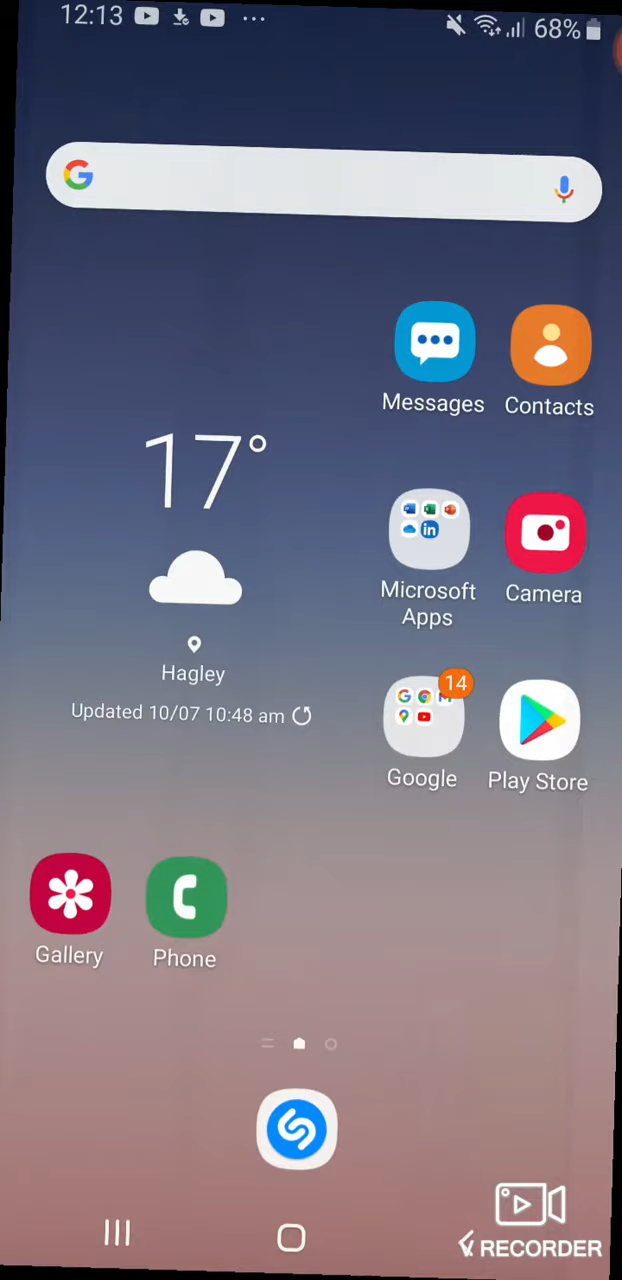 12:13
68%
Messages
Contacts
17°
Microsoft
Apps
Camera
Hagley
Updated 10/07 10:48 am
14
Google
Play Store
Gallery
Phone
RECORDER